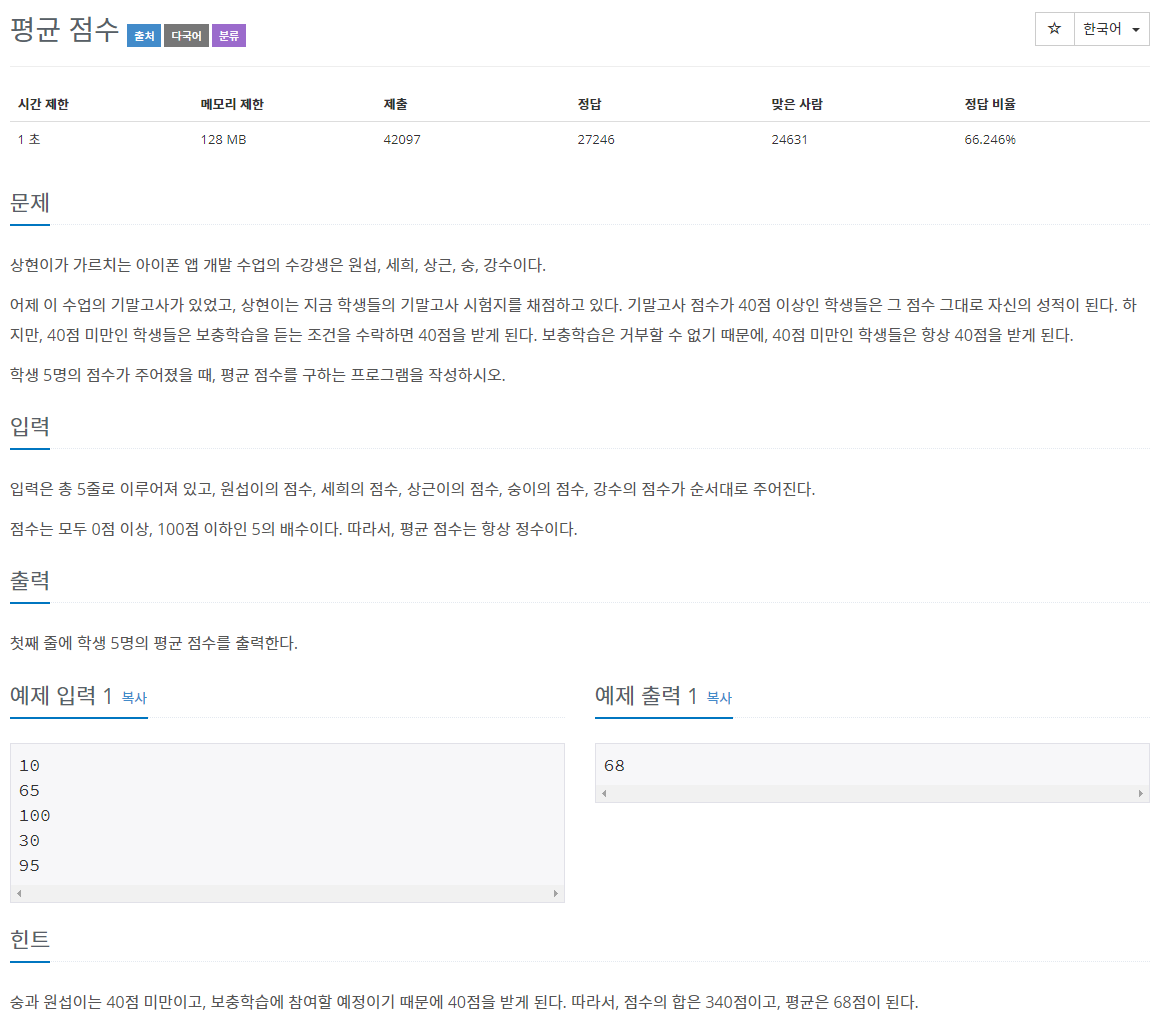 평균 점수 출처 다국어 분류 ☆ 한국어
시간 제한 메모리 제한 제출 정답 맞은 사람 정답 비율
1 초 128 MB 42097 27246 24631 66.246%
문제
상현이가 가르치는 아이폰 앱 개발 수업의 수강생은 원섭, 세희, 상근, 숭, 강수이다.
어제 이 수업의 기말고사가 있었고, 상현이는 지금 학생들의 기말고사 시험지를 채점하고 있다. 기말고사 점수가 40점 이상인 학생들은 그 점수 그대로 자신의 성적이 된다. 하
지만, 40점 미만인 학생들은 보충학습을 듣는 조건을 수락하면 40점을 받게 된다. 보충학습은 거부할 수 없기 때문에, 40점 미만인 학생들은 항상 40점을 받게 된다.
학생 5명의 점수가 주어졌을 때, 평균 점수를 구하는 프로그램을 작성하시오.
입력
입력은 총 5줄로 이루어져 있고, 원섭이의 점수, 세희의 점수, 상근이의 점수, 숭이의 점수, 강수의 점수가 순서대로 주어진다.
점수는 모두 0점 이상, 100점 이하인 5의 배수이다. 따라서, 평균 점수는 항상 정수이다.
출력
첫째 줄에 학생 5명의 평균 점수를 출력한다.
예제 입력 1 복사
10
65
100
30
95
예제 출력 1 복사
68
힌트
숭과 원섭이는 40점 미만이고, 보충학습에 참여할 예정이기 때문에 40점을 받게 된다. 따라서, 점수의 합은 340점이고, 평균은 68점이 된다.